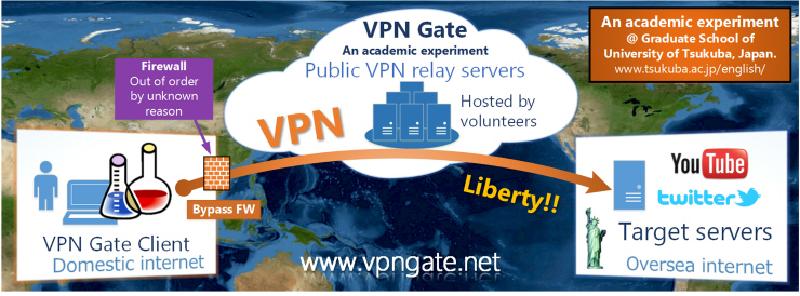 VPN Gate
An academic experiment
Public VPN relay servers
Hosted by
volunteers
An academic experiment
@ Graduate School of
University of Tsukuba, Japan.
www.tsukuba.ac.jp/english/
Firewall
Out of order
by unknown
reason
VPN
Liberty!!
Bypass FW
VPN Gate Client
Domestic internet
YouTube
twitter
Target servers
Oversea internet
www.vpngate.net